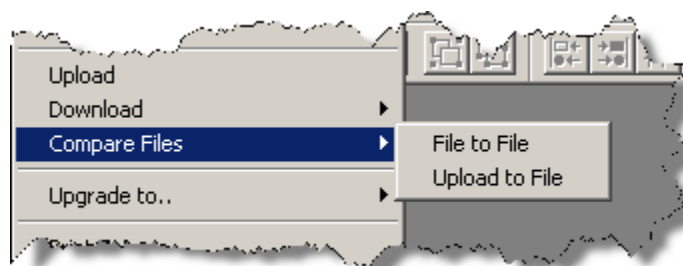 Upload
Download
Compare Files
File to File
Upload to File
Upgrade to..